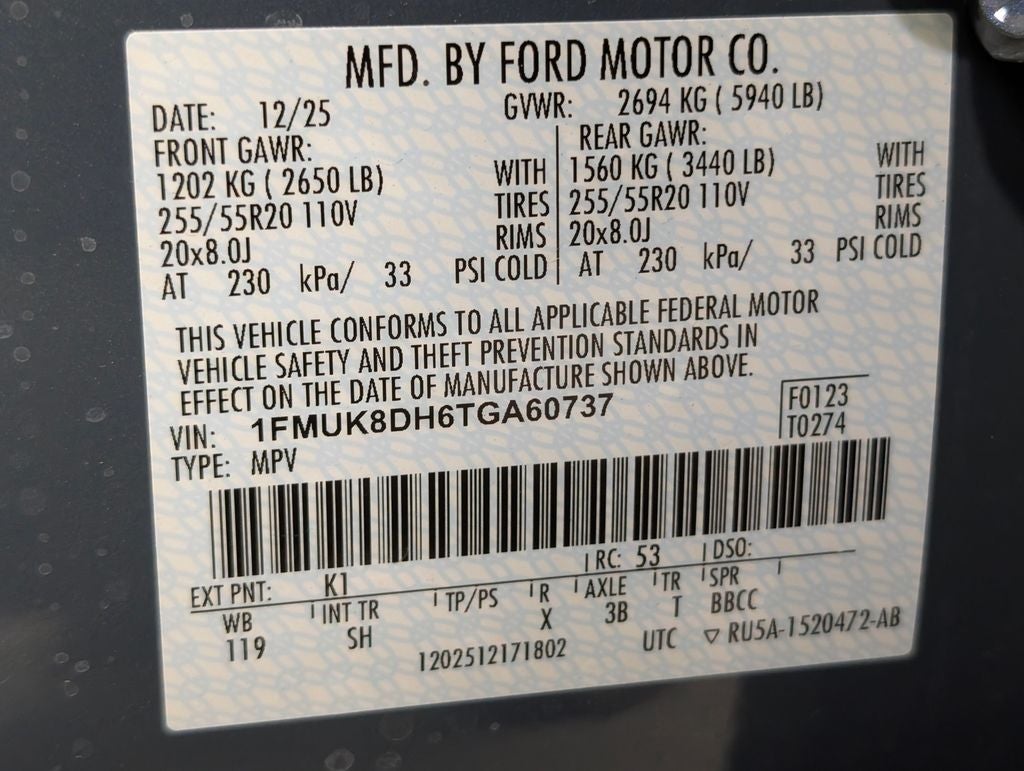 MFD. BY FORD MOTOR CO.
DATE: 12/25 GVWR: 2694 KG ( 5940 LB)
FRONT GAWR: REAR GAWR:
1202 KG ( 2650 LB) WITH 1560 KG ( 3440 LB) WITH
255/55R20 110V TIRES 255/55R20 110V TIRES
20x8.0J RIMS 20x8.0J RIMS
AT 230 kPa/ 33 PSI COLD AT 230 kPa/ 33 PSI COLD
THIS VEHICLE CONFORMS TO ALL APPLICABLE FEDERAL MOTOR
VEHICLE SAFETY AND THEFT PREVENTION STANDARDS IN
EFFECT ON THE DATE OF MANUFACTURE SHOWN ABOVE.
VIN: 1FMUK8DH6TGA60737 F0123
TYPE: MPV T0274
EXT PNT: K1 RC: 53 DSO:
WB INT TR TP/PS R AXLE TR SPR
119 SH X 3B T BBCC
1202512171802 UTC ▽ RU5A-1520472-AB